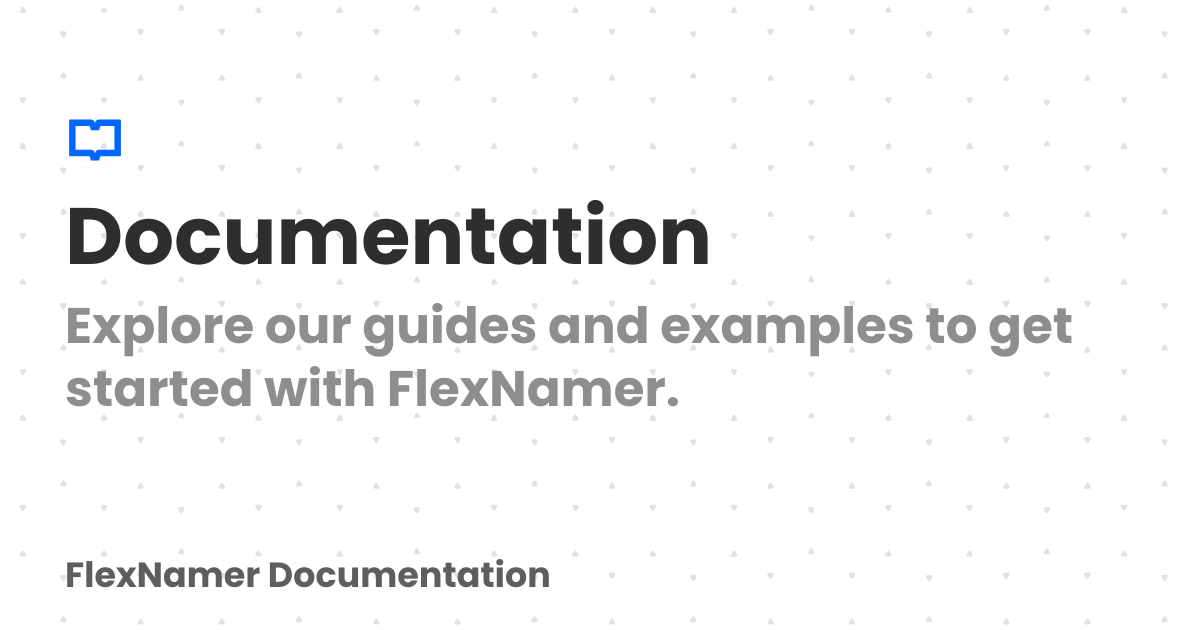 Documentation
Explore our guides and examples to get
started with FlexNamer.
FlexNamer Documentation